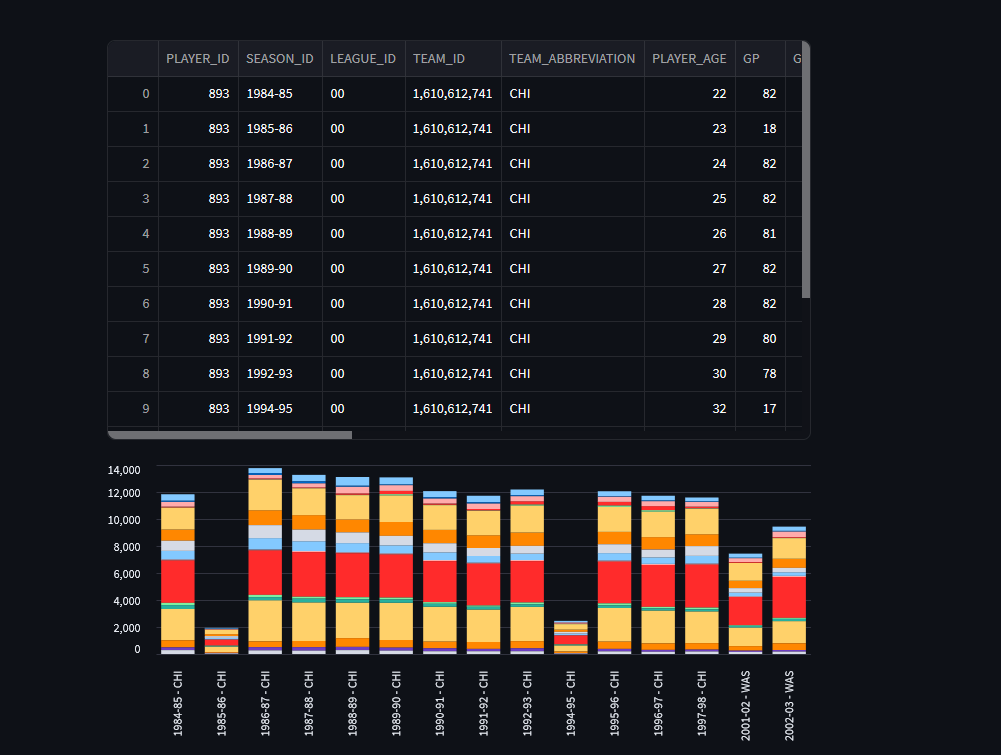 PLAYER_ID SEASON_ID LEAGUE_ID TEAM_ID TEAM_ABBREVIATION PLAYER_AGE GP G
0 893 1984-85 00 1,610,612,741 CHI 22 82
1 893 1985-86 00 1,610,612,741 CHI 23 18
2 893 1986-87 00 1,610,612,741 CHI 24 82
3 893 1987-88 00 1,610,612,741 CHI 25 82
4 893 1988-89 00 1,610,612,741 CHI 26 81
5 893 1989-90 00 1,610,612,741 CHI 27 82
6 893 1990-91 00 1,610,612,741 CHI 28 82
7 893 1991-92 00 1,610,612,741 CHI 29 80
8 893 1992-93 00 1,610,612,741 CHI 30 78
9 893 1994-95 00 1,610,612,741 CHI 32 17
14,000
12,000
10,000
8,000
6,000
4,000
2,000
0
1984-85 - CHI
1985-86 - CHI
1986-87 - CHI
1987-88 - CHI
1988-89 - CHI
1989-90 - CHI
1990-91 - CHI
1991-92 - CHI
1992-93 - CHI
1994-95 - CHI
1995-96 - CHI
1996-97 - CHI
1997-98 - CHI
2001-02 - WAS
2002-03 - WAS